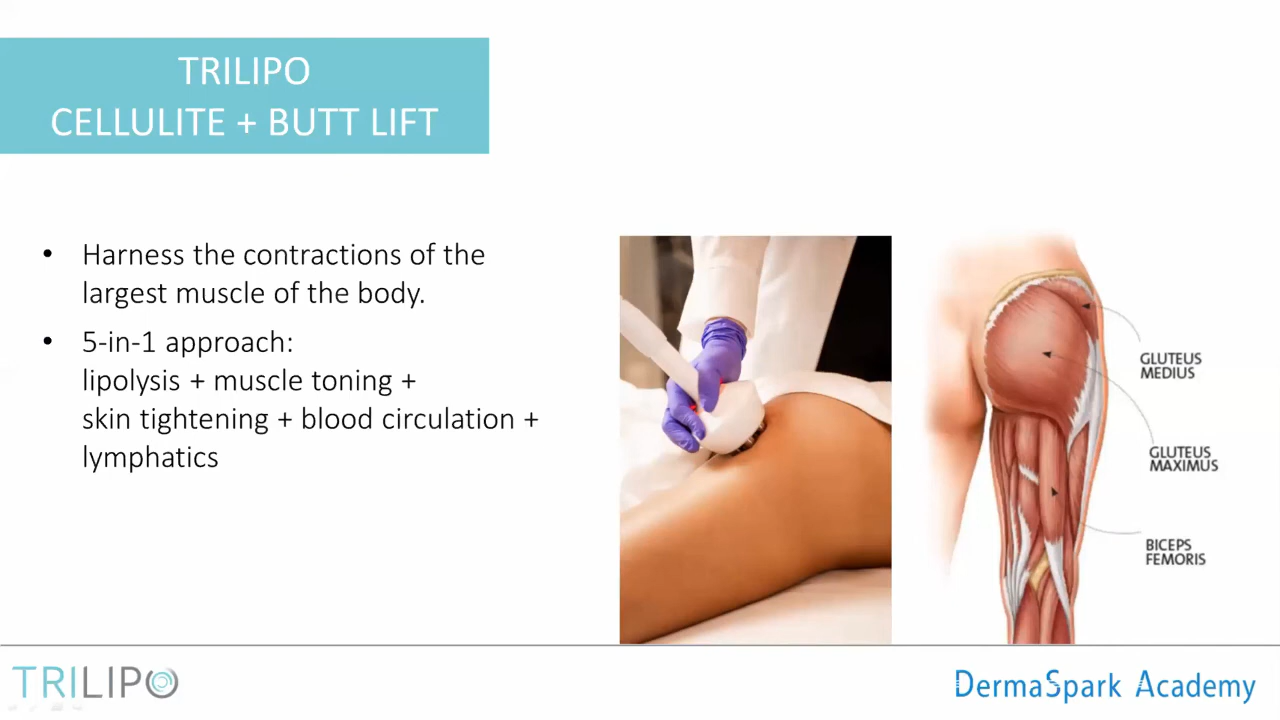 TRILIPO
CELLULITE + BUTT LIFT
• Harness the contractions of the
largest muscle of the body.
• 5-in-1 approach:
lipolysis + muscle toning +
skin tightening + blood circulation +
lymphatics
GLUTEUS
MEDIUS
GLUTEUS
MAXIMUS
BICEPS
FEMORIS
TRILIPO
DermaSpark Academy